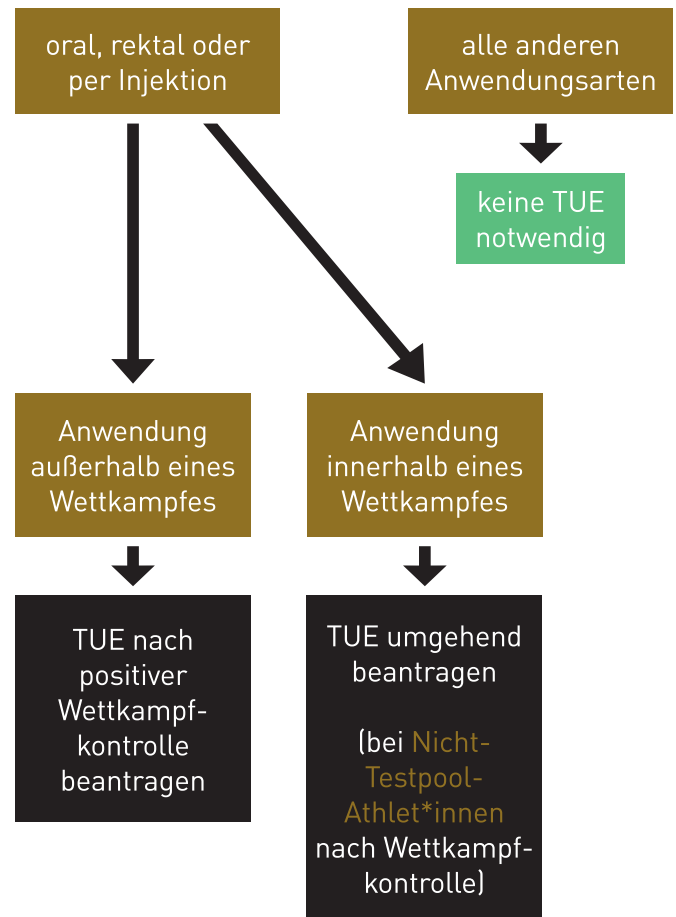 oral, rektal oder
per Injektion
alle anderen
Anwendungsarten
keine TUE
notwendig
Anwendung
außerhalb eines
Wettkampfes
Anwendung
innerhalb eines
Wettkampfes
TUE nach
positiver
Wettkampf-
kontrolle
beantragen
TUE umgehend
beantragen
(bei Nicht-
Testpool-
Athlet*innen
nach Wettkampf-
kontrolle)